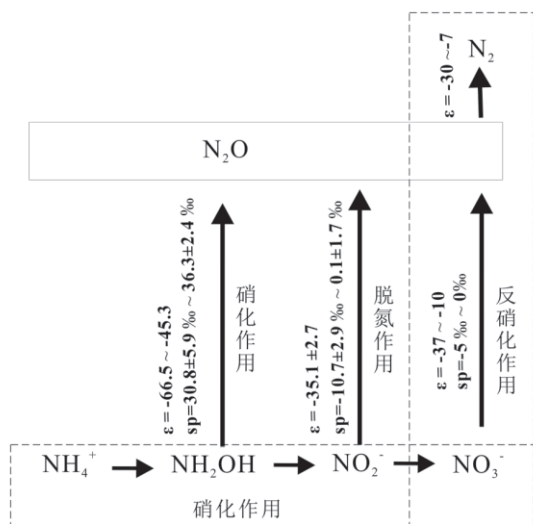 N₂
ε = -30 ~ -7
N₂O
ε = -66.5 ~ -45.3
sp=30.8±5.9 ‰ ~ 36.3±2.4 ‰
硝化作用
ε = -35.1 ±2.7
sp=-10.7±2.9 ‰ ~ 0.1±1.7 ‰
脱氮作用
ε = -37 ~ -10
sp=-5 ‰ ~ 0‰
反硝化作用
NH₄⁺ NH₂OH NO₂⁻ NO₃⁻
硝化作用